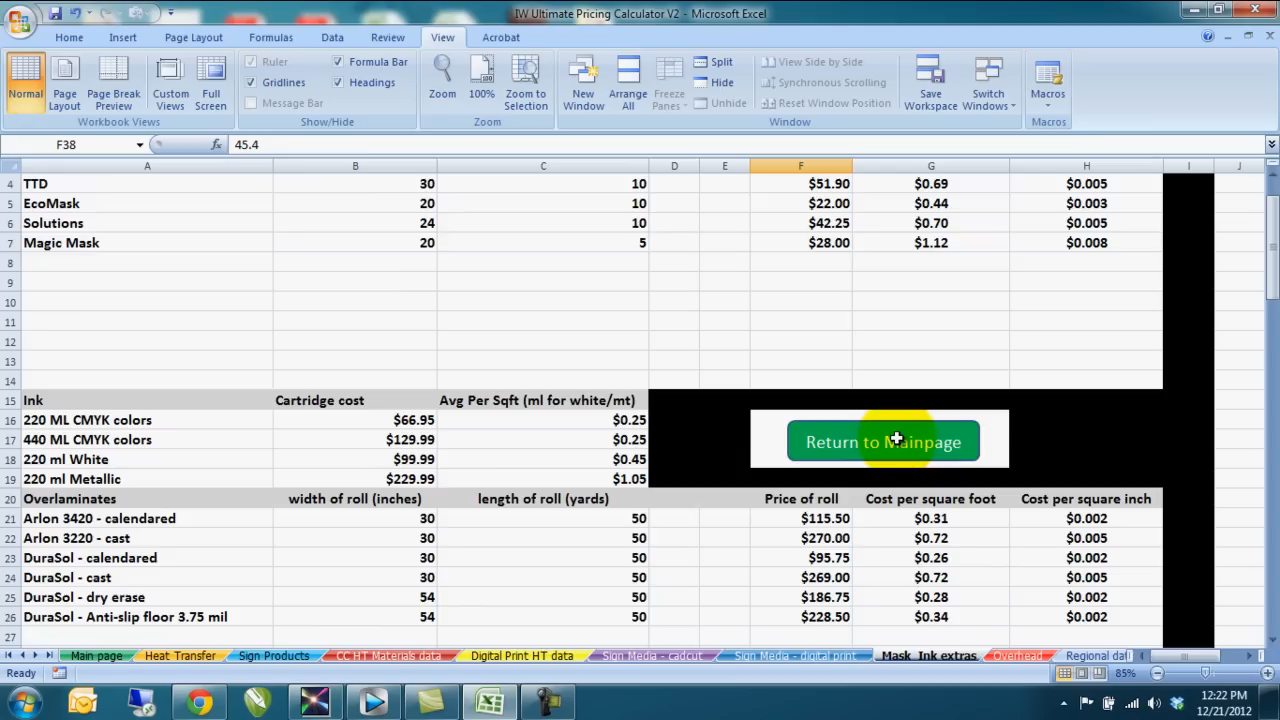 IW Ultimate Pricing Calculator V2 - Microsoft Excel
Home Insert Page Layout Formulas Data Review View Acrobat
Normal Page Layout Page Break Preview Custom Views Full Screen
Workbook Views
Ruler Formula Bar
Gridlines Headings
Message Bar
Show/Hide
Zoom 100% Zoom to Selection
Zoom
New Window Arrange All Freeze Panes
Split View Side by Side
Hide Synchronous Scrolling
Unhide Reset Window Position
Save Workspace Switch Windows
Window
Macros
Macros
F38 fx 45.4
A B C D E F G H I J
4 TTD 30 10 $51.90 $0.69 $0.005
5 EcoMask 20 10 $22.00 $0.44 $0.003
6 Solutions 24 10 $42.25 $0.70 $0.005
7 Magic Mask 20 5 $28.00 $1.12 $0.008
8
9
10
11
12
13
14
15 Ink Cartridge cost Avg Per Sqft (ml for white/mt)
16 220 ML CMYK colors $66.95 $0.25
17 440 ML CMYK colors $129.99 $0.25
Return to Mainpage
18 220 ml White $99.99 $0.45
19 220 ml Metallic $229.99 $1.05
20 Overlaminates width of roll (inches) length of roll (yards) Price of roll Cost per square foot Cost per square inch
21 Arlon 3420 - calendared 30 50 $115.50 $0.31 $0.002
22 Arlon 3220 - cast 30 50 $270.00 $0.72 $0.005
23 DuraSol - calendared 30 50 $95.75 $0.26 $0.002
24 DuraSol - cast 30 50 $269.00 $0.72 $0.005
25 DuraSol - dry erase 54 50 $186.75 $0.28 $0.002
26 DuraSol - Anti-slip floor 3.75 mil 54 50 $228.50 $0.34 $0.002
27
Main page Heat Transfer Sign Products CC HT Materials data Digital Print HT data Sign Media - cadcut Sign Media - digital print Mask_Ink extras Overhead Regional dat
Ready 85%
12:22 PM
12/21/2012